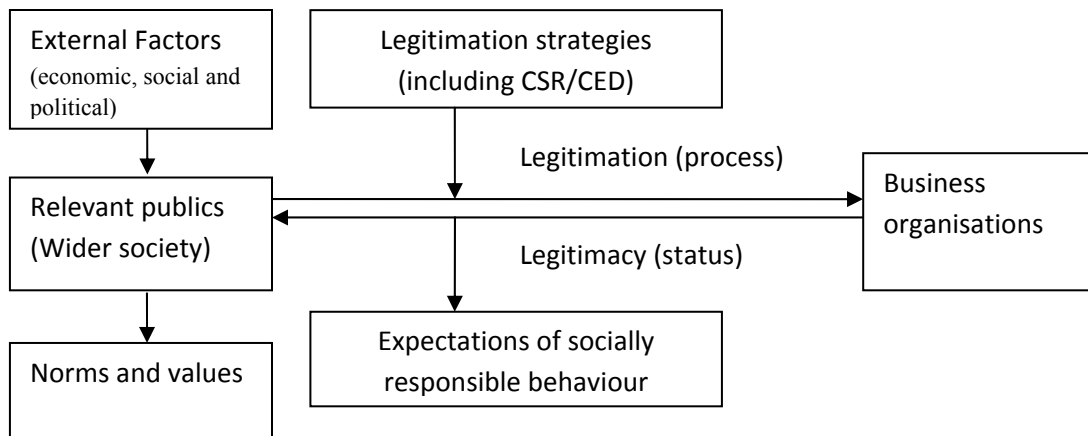 External Factors
(economic, social and
political)
Legitimation strategies
(including CSR/CED)
Legitimation (process)
Relevant publics
(Wider society)
Business
organisations
Legitimacy (status)
Norms and values
Expectations of socially
responsible behaviour